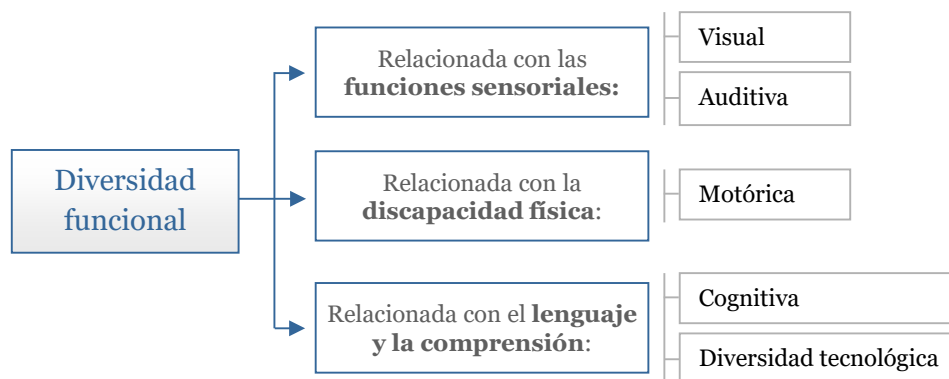 Diversidad
funcional
Relacionada con las
funciones sensoriales:
Visual
Auditiva
Relacionada con la
discapacidad física:
Motórica
Relacionada con el lenguaje
y la comprensión:
Cognitiva
Diversidad tecnológica